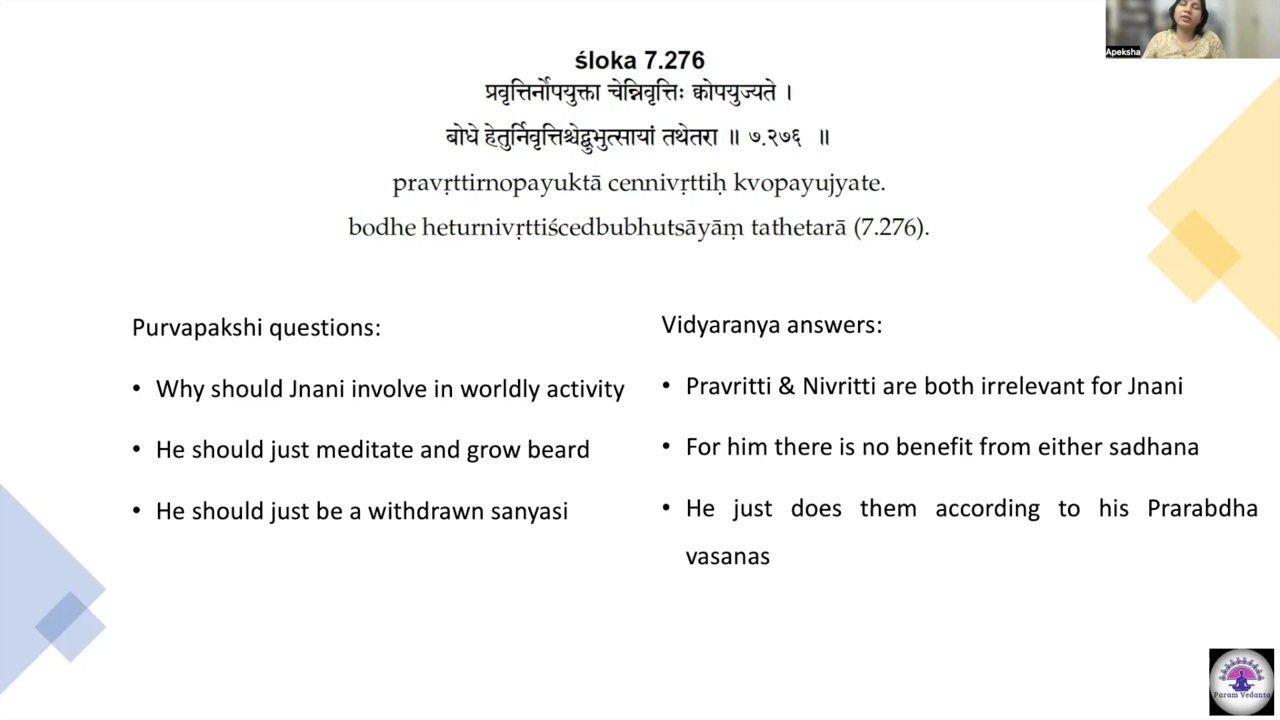 Apeksha
śloka 7.276
प्रवृत्तिर्नोपयुक्ता चेन्निवृत्तिः क्वोपयुज्यते ।
बोधे हेतुर्निवृत्तिश्चेद्बुभुत्सायां तथेतरा ॥ ७.२७६ ॥
pravṛttirnopayuktā cennivṛttiḥ kvopayujyate.
bodhe heturnivṛttiścedbubhutsāyāṃ tathetarā (7.276).
Purvapakshi questions:
• Why should Jnani involve in worldly activity
• He should just meditate and grow beard
• He should just be a withdrawn sanyasi
Vidyaranya answers:
• Pravritti & Nivritti are both irrelevant for Jnani
• For him there is no benefit from either sadhana
• He just does them according to his Prarabdha
vasanas
Param Vedanta